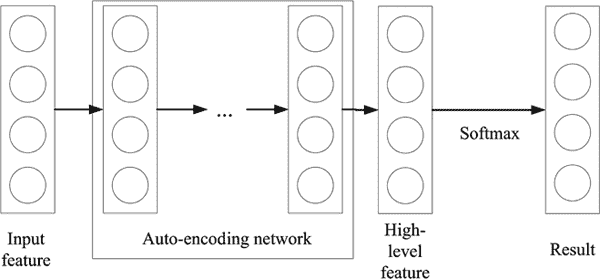 ...
Softmax
Input
feature
Auto-encoding network
High-
level
feature
Result